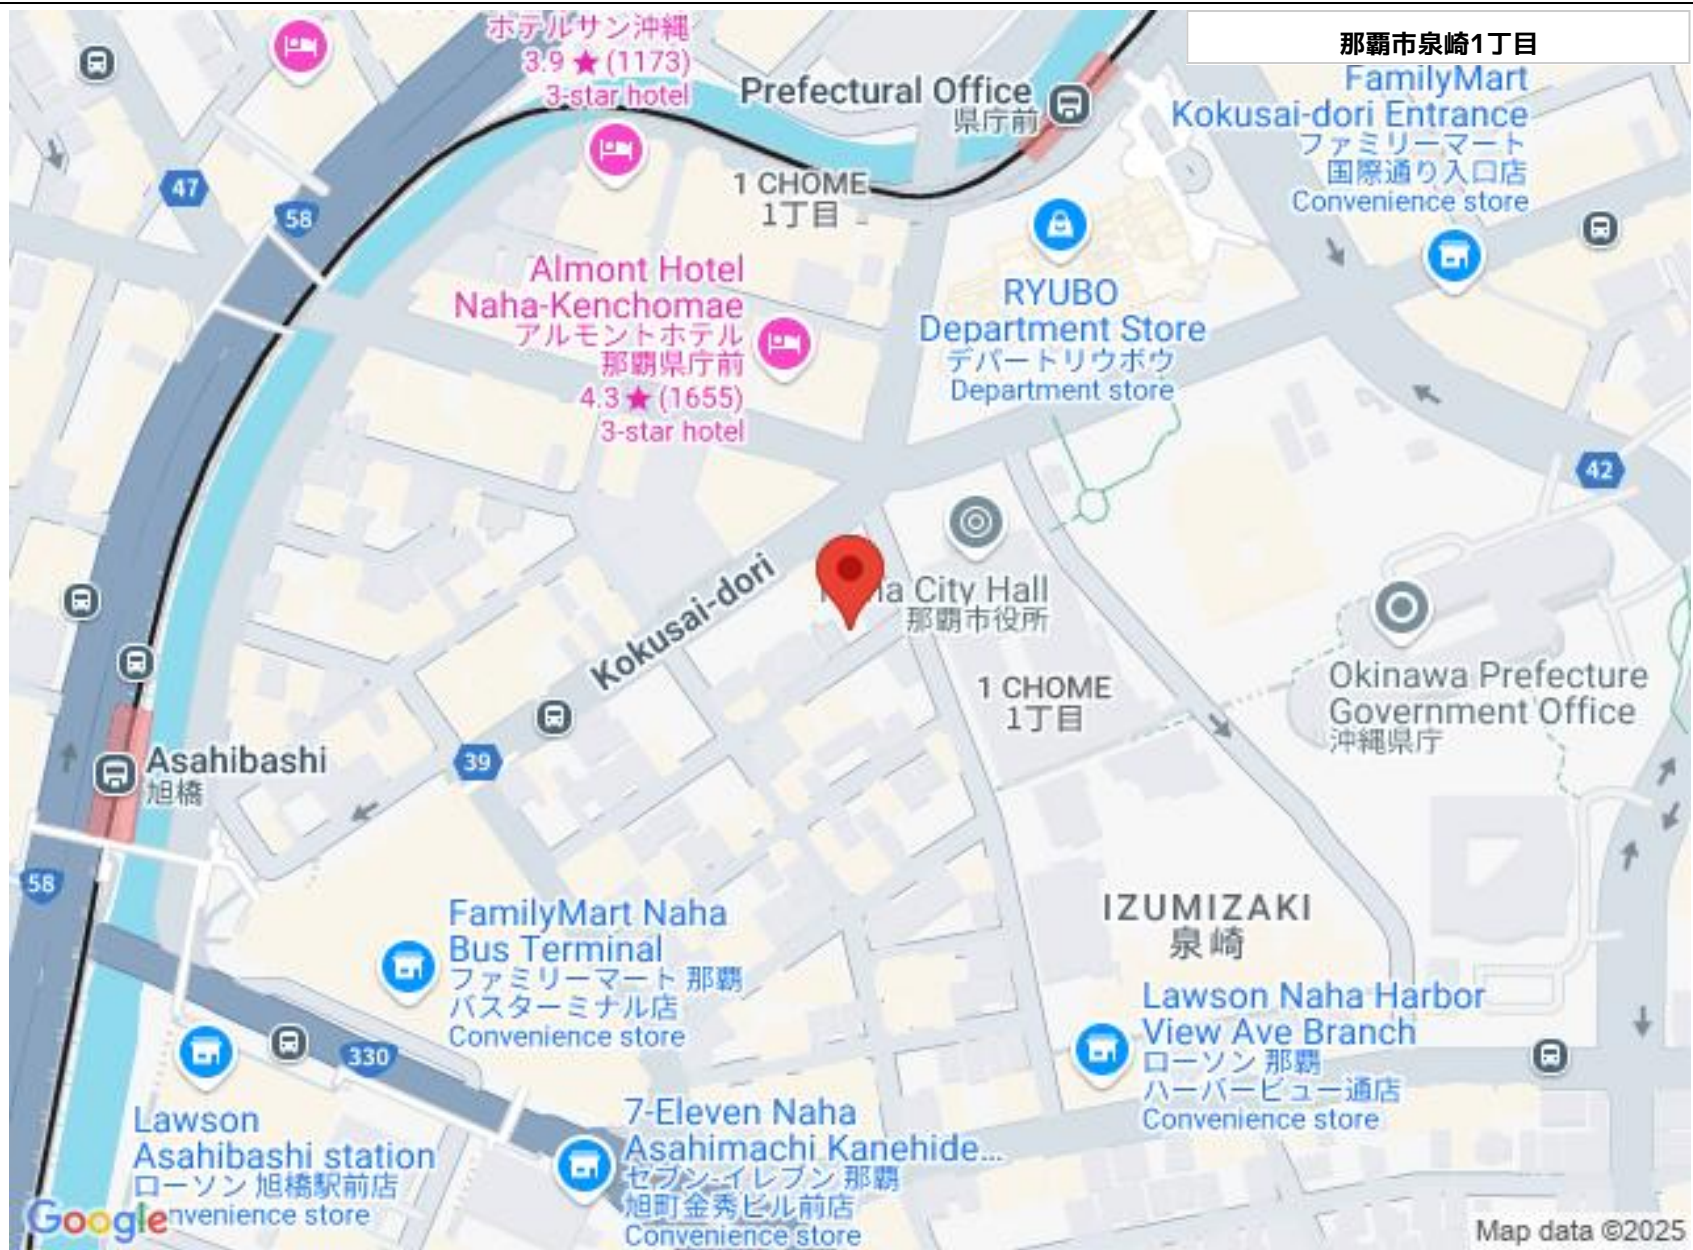 那覇市泉崎1丁目
ホテルサン沖縄
3.9 ★ (1173)
3-star hotel
Prefectural Office
県庁前
FamilyMart
Kokusai-dori Entrance
ファミリーマート
国際通り入口店
Convenience store
47
58
1 CHOME
1丁目
Almont Hotel
Naha-Kenchomae
アルモントホテル
那覇県庁前
4.3 ★ (1655)
3-star hotel
RYUBO
Department Store
デパートリウボウ
Department store
42
Kokusai-dori
City Hall
那覇市役所
1 CHOME
1丁目
Okinawa Prefecture
Government Office
沖縄県庁
Asahibashi
旭橋
39
58
IZUMIZAKI
泉崎
FamilyMart Naha
Bus Terminal
ファミリーマート 那覇
バスターミナル店
Convenience store
Lawson Naha Harbor
View Ave Branch
ローソン 那覇
ハーバービュー通店
Convenience store
330
Lawson
Asahibashi station
ローソン 旭橋駅前店
nvenience store
7-Eleven Naha
Asahimachi Kanehide...
セブン-イレブン 那覇
旭町金秀ビル前店
Convenience store
Google
Map data ©2025